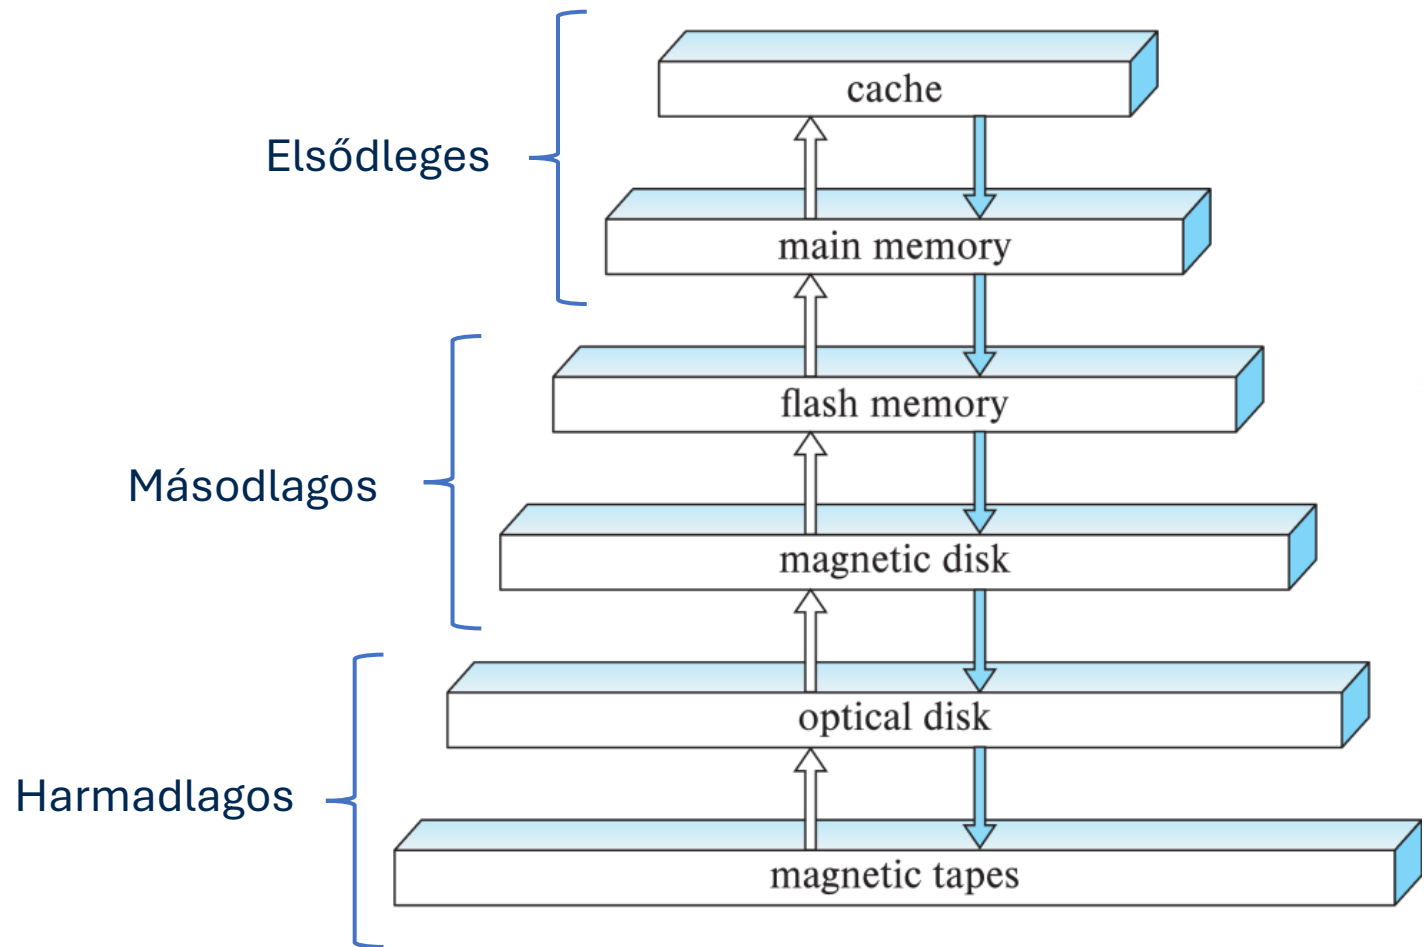 cache
Elsődleges
main memory
flash memory
Másodlagos
magnetic disk
optical disk
Harmadlagos
magnetic tapes